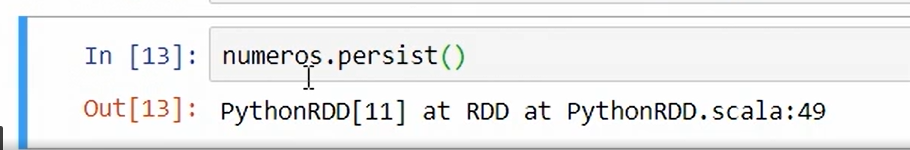 In [13]: numeros.persist()
Out[13]: PythonRDD[11] at RDD at PythonRDD.scala:49